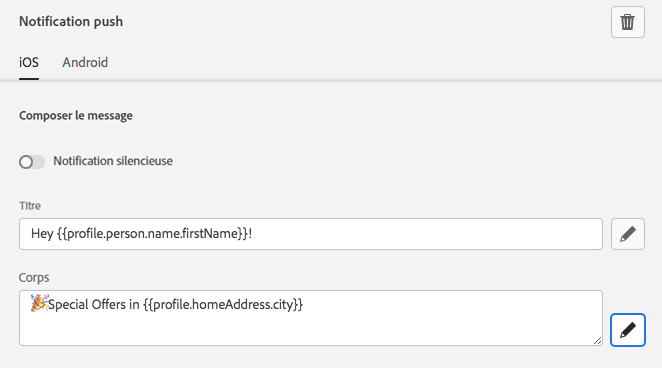 Notification push
iOS Android
Composer le message
Notification silencieuse
Titre
Hey {{profile.person.name.firstName}}!
Corps
🎉Special Offers in {{profile.homeAddress.city}}